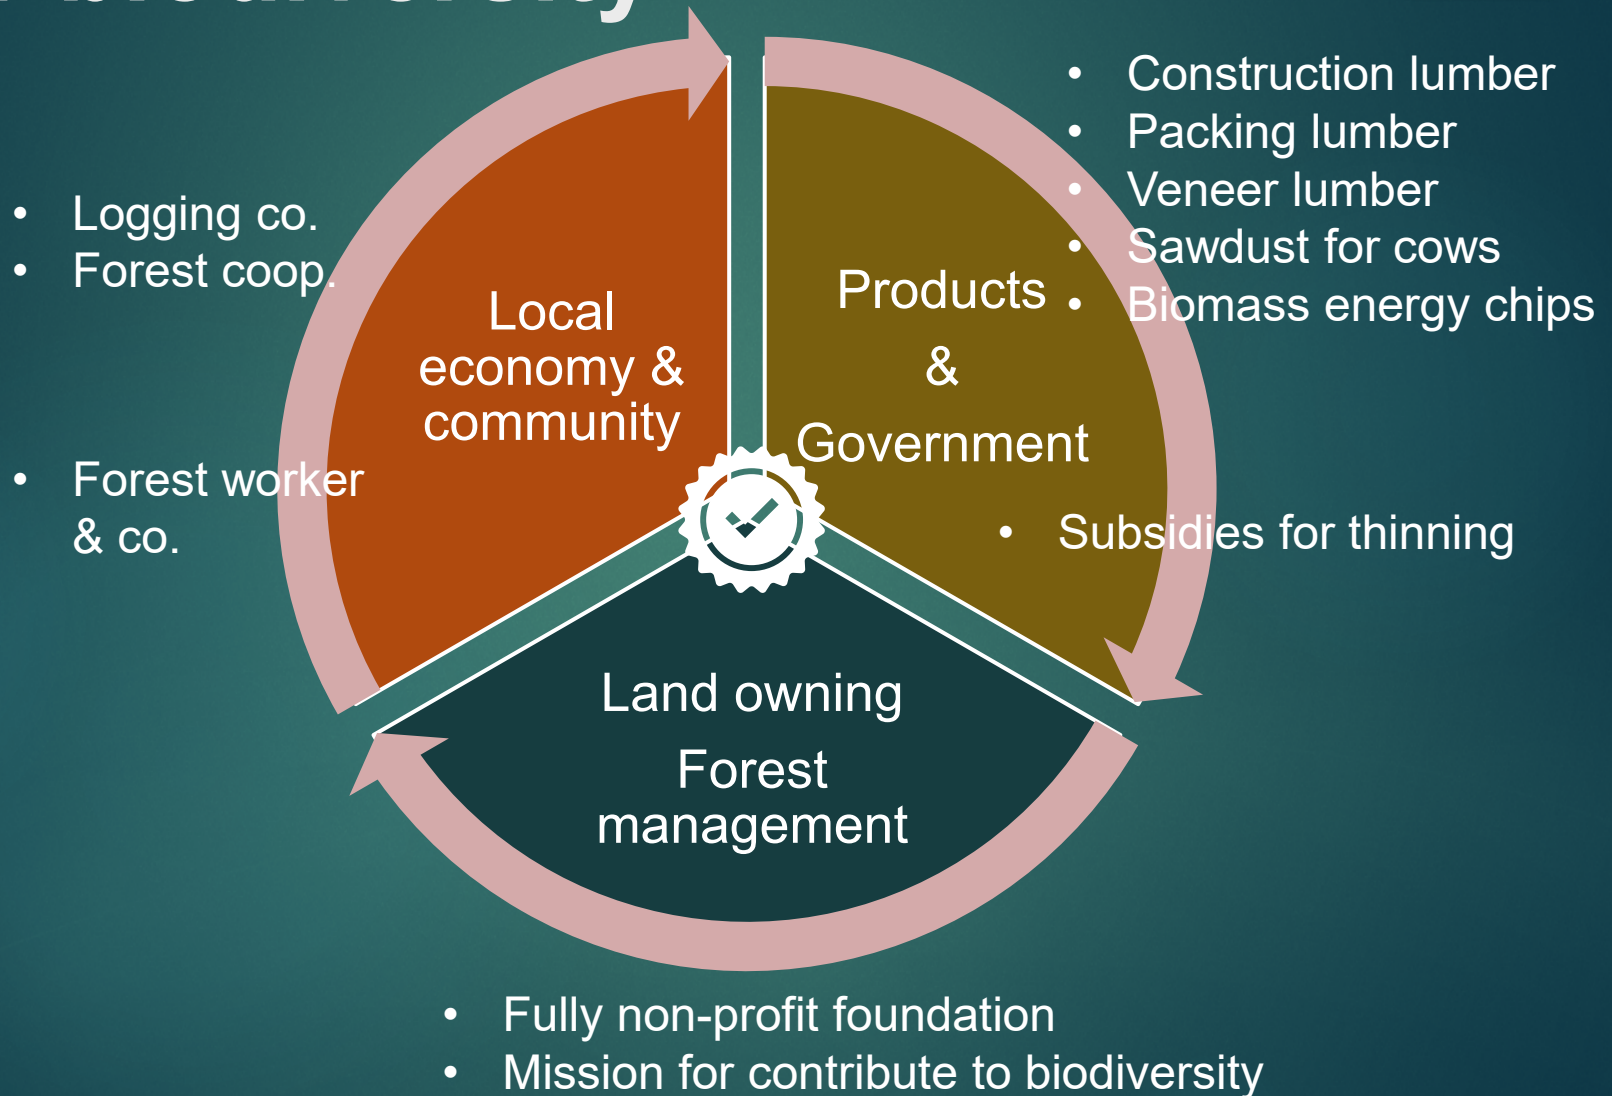 biodiversity
• Logging co.
• Forest coop.
• Forest worker
& co.
Local
economy &
community
Products
&
Government
• Construction lumber
• Packing lumber
• Veneer lumber
• Sawdust for cows
• Biomass energy chips
• Subsidies for thinning
Land owning
Forest
management
• Fully non-profit foundation
• Mission for contribute to biodiversity